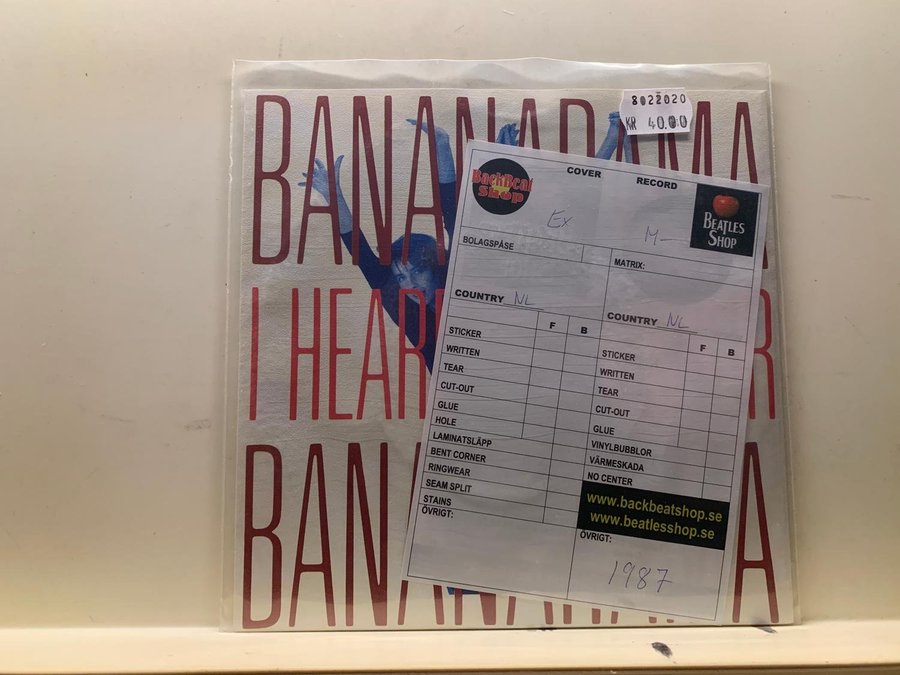 BANANARAMA
8022020
KR 40.00
I HEAR
R
BANANARAMA
BackBeat
Shop
COVER
RECORD
BEATLES
SHOP
Ex
M-
BOLAGSPÅSE
MATRIX:
COUNTRY NL
COUNTRY NL
F B
F B
STICKER
WRITTEN
TEAR
CUT-OUT
GLUE
HOLE
LAMINATSLÄPP
BENT CORNER
RINGWEAR
SEAM SPLIT
STAINS
ÖVRIGT:
STICKER
WRITTEN
TEAR
CUT-OUT
GLUE
VINYLBUBBLOR
VÄRMESKADA
NO CENTER
www.backbeatshop.se
www.beatlesshop.se
ÖVRIGT:
1987